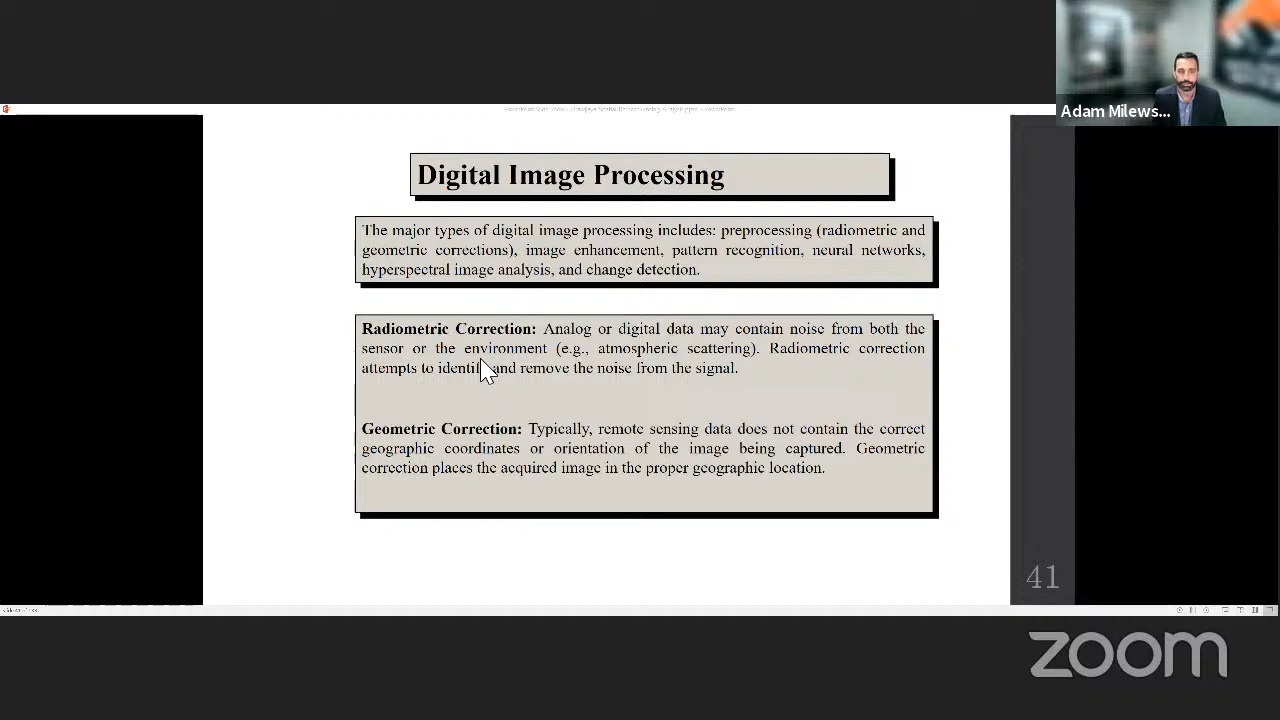 Adam Milews...
Digital Image Processing
The major types of digital image processing includes: preprocessing (radiometric and
geometric corrections), image enhancement, pattern recognition, neural networks,
hyperspectral image analysis, and change detection.
Radiometric Correction: Analog or digital data may contain noise from both the
sensor or the environment (e.g., atmospheric scattering). Radiometric correction
attempts to identify and remove the noise from the signal.
Geometric Correction: Typically, remote sensing data does not contain the correct
geographic coordinates or orientation of the image being captured. Geometric
correction places the acquired image in the proper geographic location.
41
zoom